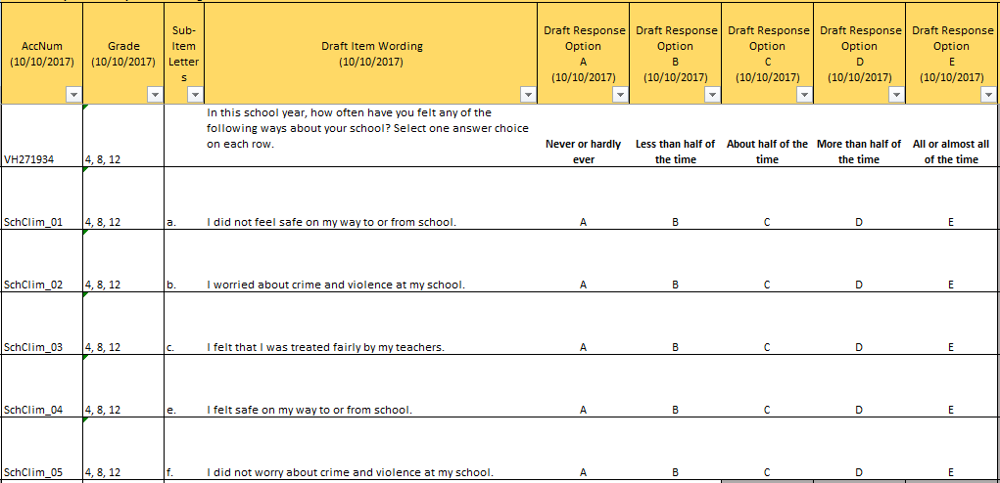 AccNum (10/10/2017) Grade (10/10/2017) Sub-Item Letters Draft Item Wording (10/10/2017) Draft Response Option A (10/10/2017) Draft Response Option B (10/10/2017) Draft Response Option C (10/10/2017) Draft Response Option D (10/10/2017) Draft Response Option E (10/10/2017)
VH271934 4, 8, 12 In this school year, how often have you felt any of the following ways about your school? Select one answer choice on each row. Never or hardly ever Less than half of the time About half of the time More than half of the time All or almost all of the time
SchClim_01 4, 8, 12 a. I did not feel safe on my way to or from school. A B C D E
SchClim_02 4, 8, 12 b. I worried about crime and violence at my school. A B C D E
SchClim_03 4, 8, 12 c. I felt that I was treated fairly by my teachers. A B C D E
SchClim_04 4, 8, 12 e. I felt safe on my way to or from school. A B C D E
SchClim_05 4, 8, 12 f. I did not worry about crime and violence at my school. A B C D E